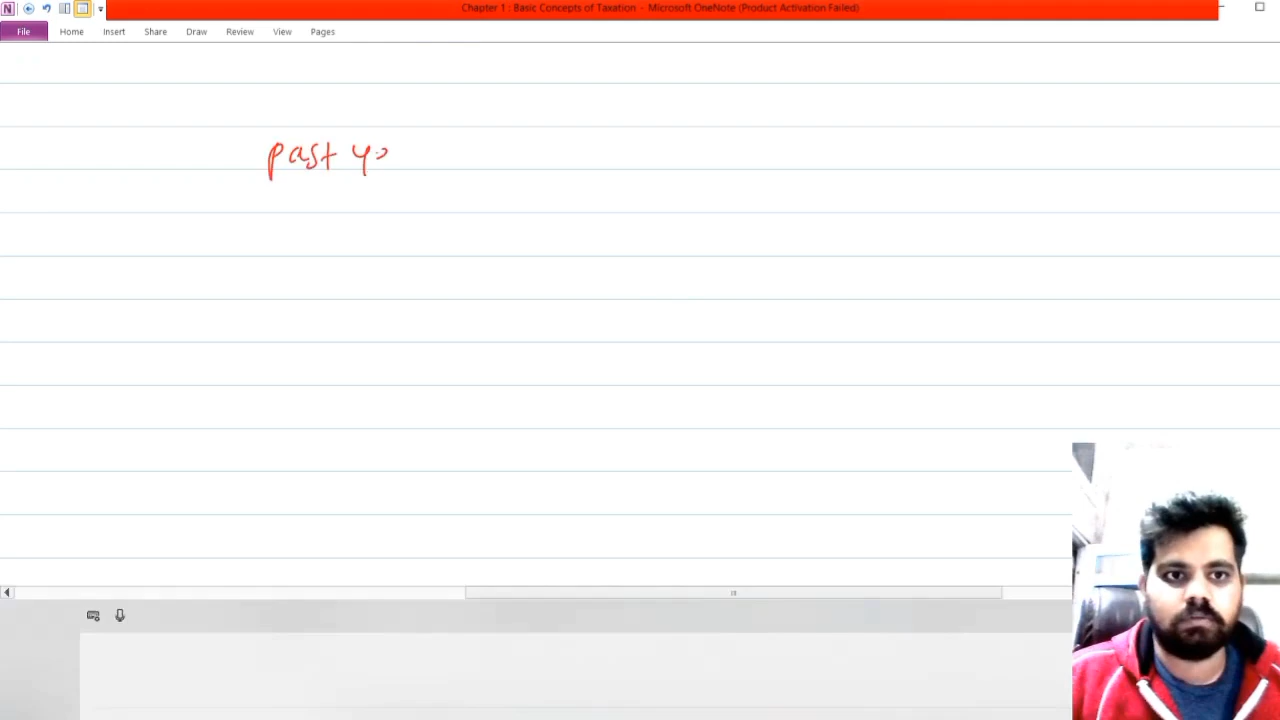 Chapter 1 : Basic Concepts of Taxation - Microsoft OneNote (Product Activation Failed)
File Home Insert Share Draw Review View Pages
past